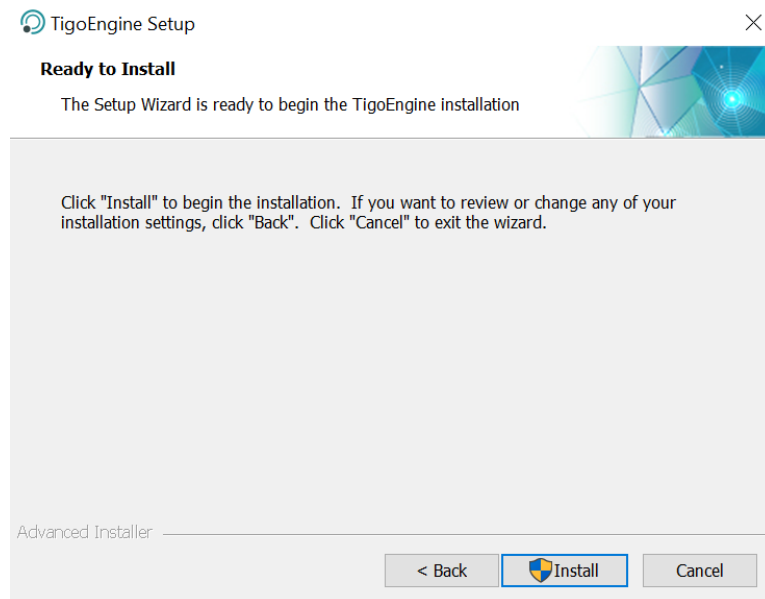 TigoEngine Setup
Ready to Install
The Setup Wizard is ready to begin the TigoEngine installation
Click "Install" to begin the installation.  If you want to review or change any of your
installation settings, click "Back".  Click "Cancel" to exit the wizard.
Advanced Installer
< Back
Install
Cancel